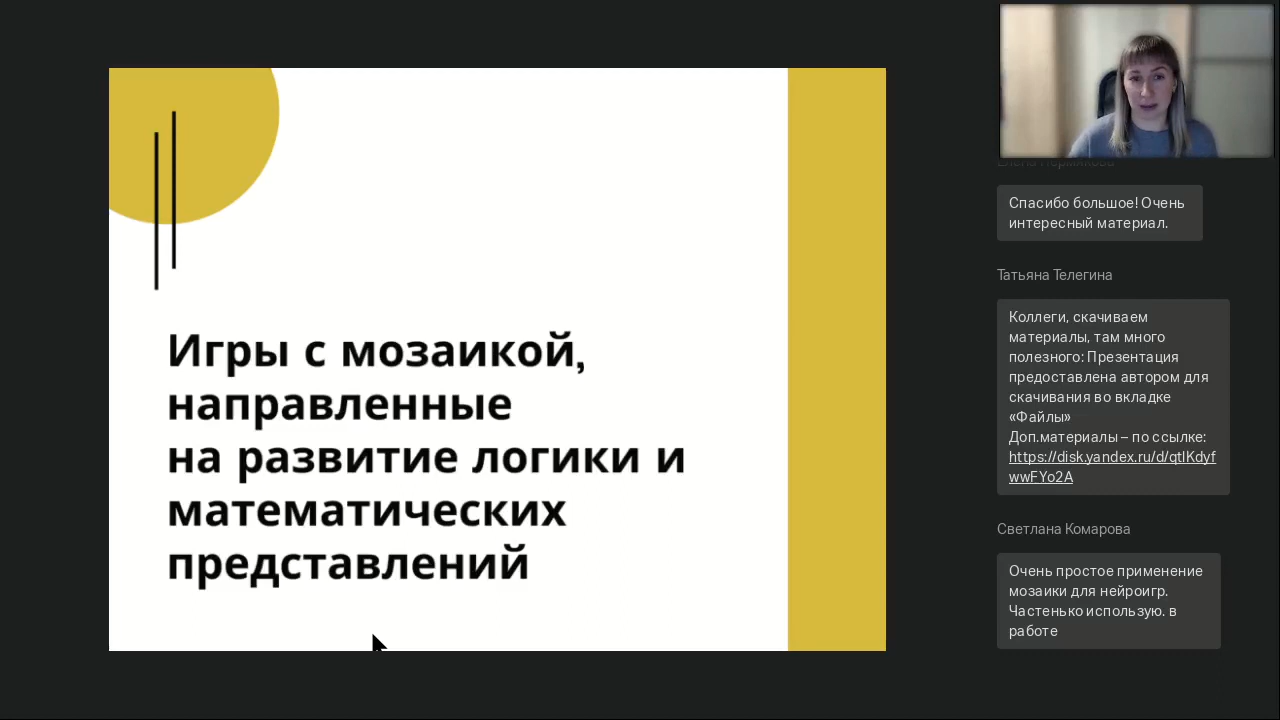 Игры с мозаикой,
направленные
на развитие логики и
математических
представлений
Спасибо большое! Очень
интересный материал.
Татьяна Телегина
Коллеги, скачиваем
материалы, там много
полезного: Презентация
предоставлена автором для
скачивания во вкладке
«Файлы»
Доп.материалы – по ссылке:
https://disk.yandex.ru/d/qtlKdyf
wwFYo2A
Светлана Комарова
Очень простое применение
мозаики для нейроигр.
Частенько использую. в
работе